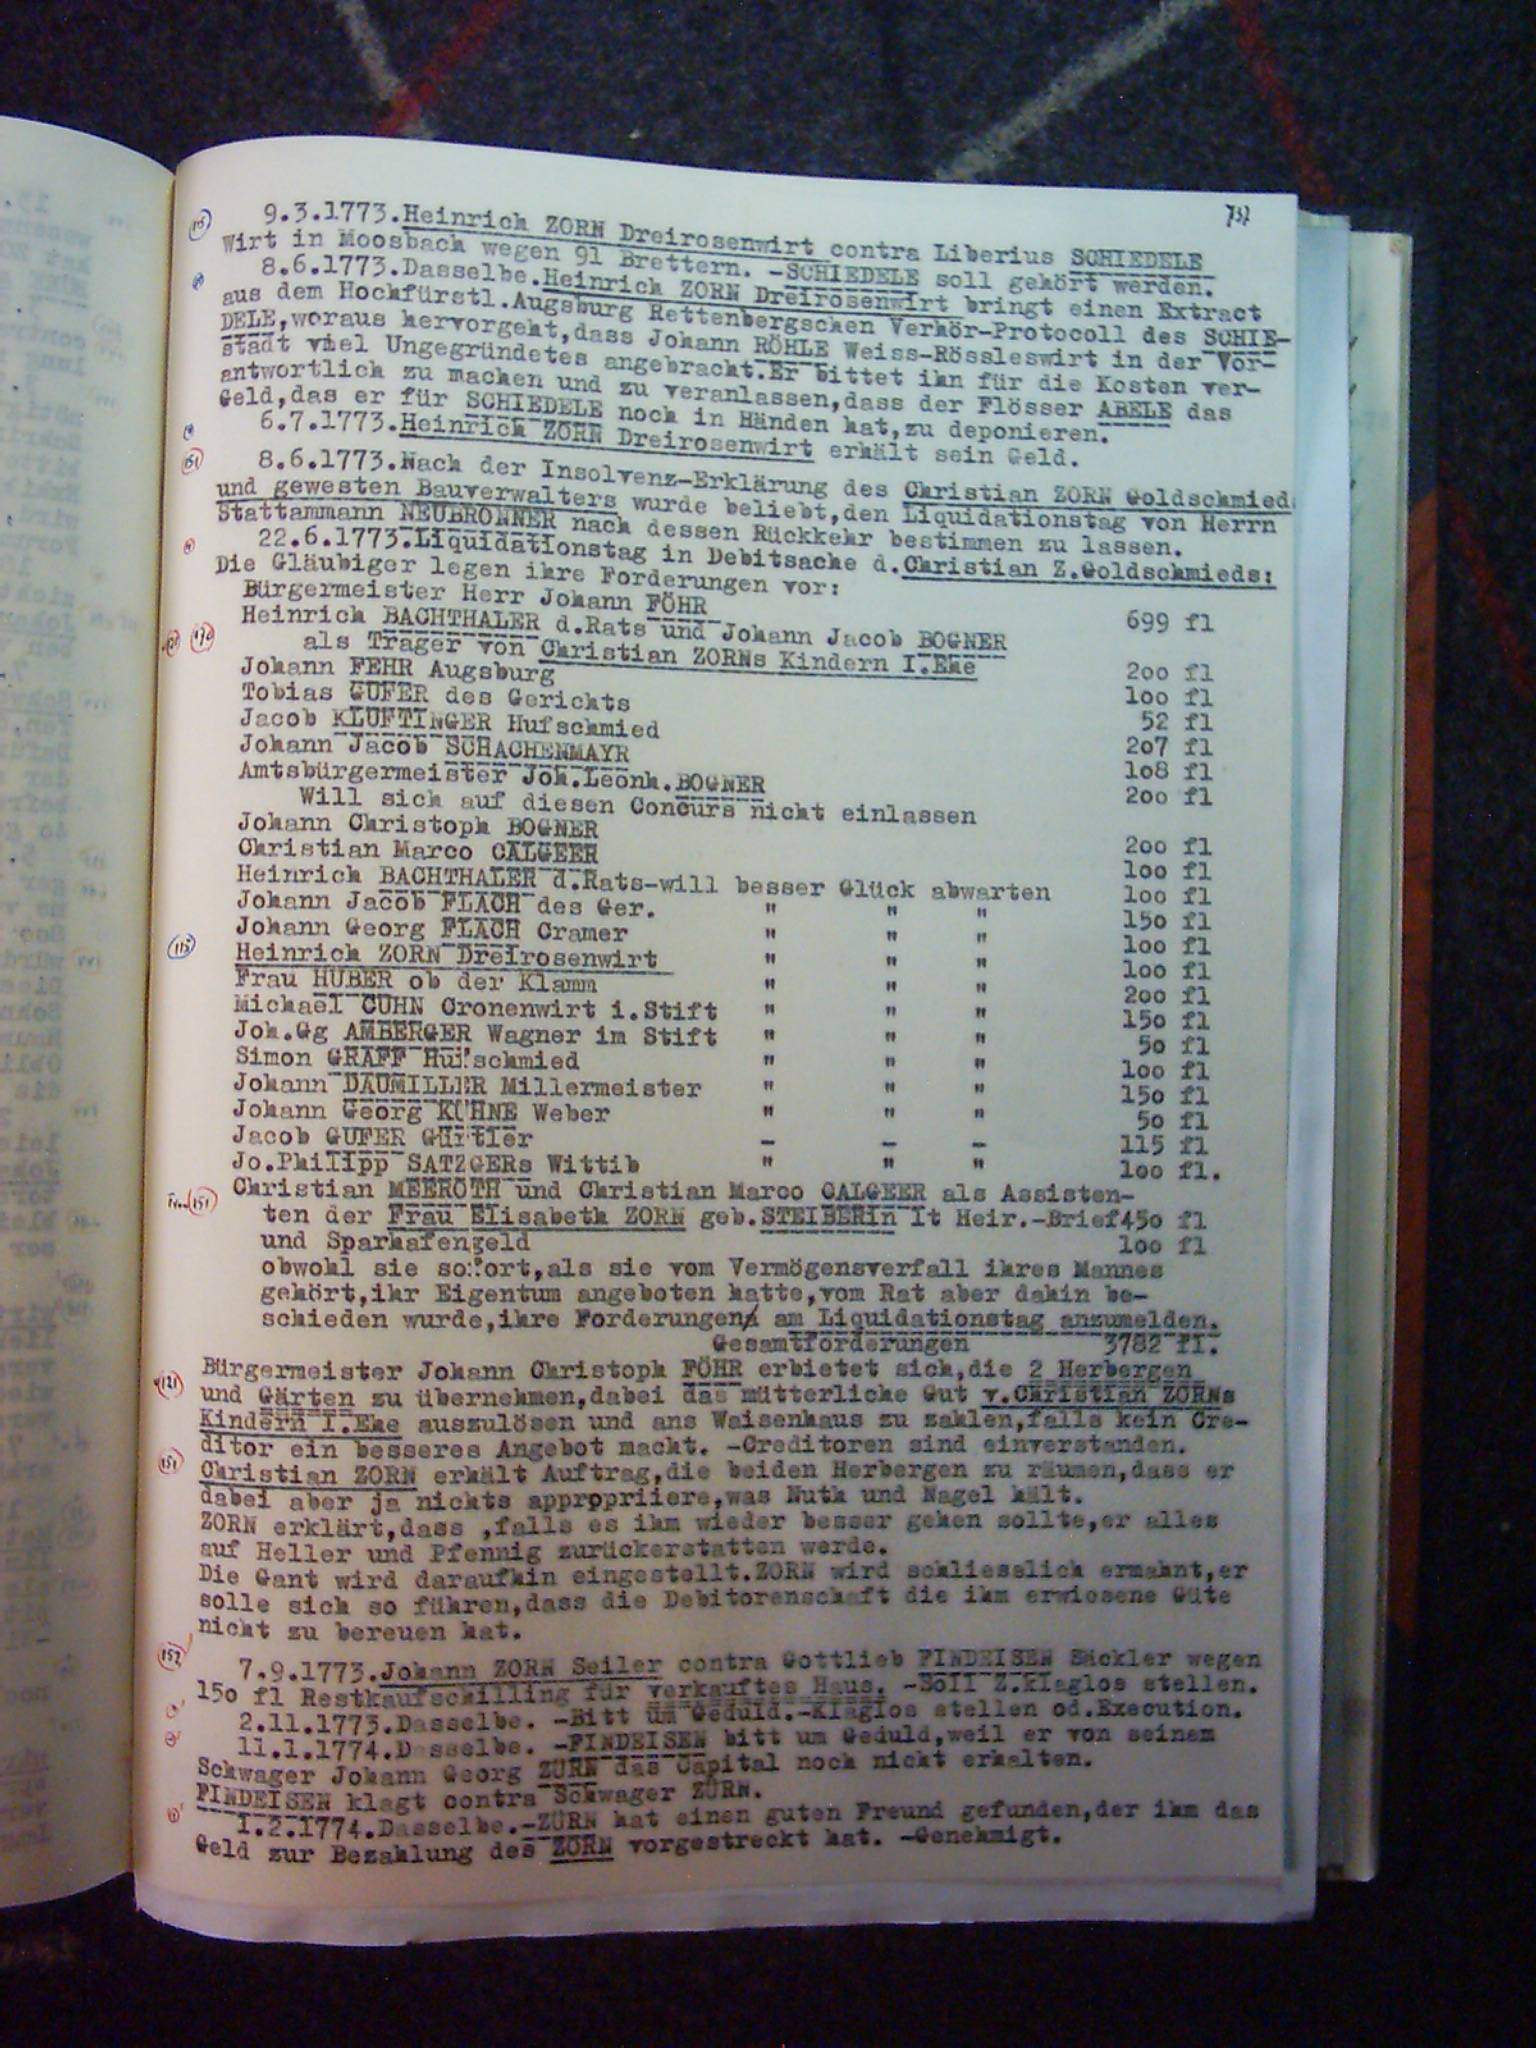 737
(115) 9.3.1773.Heinrich ZORN Dreirosenwirt contra Liberius SCHIEDELE
Wirt in Moosbach wegen 91 Brettern. -SCHIEDELE soll gehört werden.
8.6.1773.Dasselbe.Heinrich ZORN Dreirosenwirt bringt einen Extract
aus dem Hochfürstl.Augsburg Rettenbergschen Verhör-Protocoll des SCHIE-
DELE,woraus hervorgeht,dass Johann RÖHLE Weiss-Rössleswirt in der Vor-
stadt viel Ungegründetes angebracht.Er bittet ihn für die Kosten ver-
antwortlich zu machen und zu veranlassen,dass der Flösser ABELE das
Geld,das er für SCHIEDELE noch in Händen hat,zu deponieren.
6.7.1773.Heinrich ZORN Dreirosenwirt erhält sein Geld.
(151) 8.6.1773.Nach der Insolvenz-Erklärung des Christian ZORN Goldschmied
und gewesten Bauverwalters wurde beliebt,den Liquidationstag von Herrn
Stattammann NEUBRONNER nach dessen Rückkehr bestimmen zu lassen.
22.6.1773.Liquidationstag in Debitsache d.Christian Z.Goldschmieds:
Die Gläubiger legen ihre Forderungen vor:
Bürgermeister Herr Johann FÖHR 699 fl
Heinrich BACHTHALER d.Rats und Johann Jacob BOGNER
als Träger von Christian ZORNs Kindern I.Ehe 200 fl
Johann FEHR Augsburg 100 fl
Tobias GUFER des Gerichts 52 fl
Jacob KLUFTINGER Hufschmied 207 fl
Johann Jacob SCHACHENMAYR 108 fl
Amtsbürgermeister Joh.Leonh.BOGNER 200 fl
Will sich auf diesen Concurs nicht einlassen
Johann Christoph BOGNER 200 fl
Christian Marco CALGEER 100 fl
Heinrich BACHTHALER d.Rats-will besser Glück abwarten 100 fl
Johann Jacob FLACH des Ger. " " " 150 fl
Johann Georg FLACH Cramer " " " 100 fl
(115) Heinrich ZORN Dreirosenwirt " " " 100 fl
Frau HUBER ob der Klamm " " " 200 fl
Michael CUHN Cronenwirt i.Stift " " " 150 fl
Joh.Gg AMBERGER Wagner im Stift " " " 50 fl
Simon GRAFF Hufschmied " " " 100 fl
Johann DAUMILLER Millermeister " " " 150 fl
Johann Georg KÜHNE Weber " " " 50 fl
Jacob GUFER Gürtler - - - 115 fl
Jo.Philipp SATZGERs Wittib " " " 100 fl.
(151) Christian MEEROTH und Christian Marco CALGEER als Assisten-
ten der Frau Elisabeth ZORN geb.STEIBERIn lt Heir.-Brief450 fl
und Sparhafengeld 100 fl
obwohl sie sofort,als sie vom Vermögensverfall ihres Mannes
gehört,ihr Eigentum angeboten hatte,vom Rat aber dahin be-
schieden wurde,ihre Forderungen am Liquidationstag anzumelden.
Gesamtforderungen 3782 fl.
(121) Bürgermeister Johann Christoph FÖHR erbietet sich,die 2 Herbergen
und Gärten zu übernehmen,dabei das mütterliche Gut v.Christian ZORNs
Kindern I.Ehe auszulösen und ans Waisenhaus zu zahlen,falls kein Cre-
ditor ein besseres Angebot macht. -Creditoren sind einverstanden.
(151) Christian ZORN erhält Auftrag,die beiden Herbergen zu räumen,dass er
dabei aber ja nichts appropriiere,was Nuth und Nagel hält.
ZORN erklärt,dass ,falls es ihm wieder besser gehen sollte,er alles
auf Heller und Pfennig zurückerstatten werde.
Die Gant wird daraufhin eingestellt.ZORN wird schliesslich ermahnt,er
solle sich so führen,dass die Debitorenschaft die ihm erwiesene Güte
nicht zu bereuen hat.
(152) 7.9.1773.Johann ZORN Seiler contra Gottlieb FINDEISEN Säckler wegen
150 fl Restkaufschilling für verkauftes Haus. -Soll Z.klaglos stellen.
2.11.1773.Dasselbe. -Bitt um Geduld.-Klaglos stellen od.Execution.
11.1.1774.Dasselbe. -FINDEISEN bitt um Geduld,weil er von seinem
Schwager Johann Georg ZÜRN das Capital noch nicht erhalten.
FINDEISEN klagt contra Schwager ZÜRN.
1.2.1774.Dasselbe.-ZÜRN hat einen guten Freund gefunden,der ihm das
Geld zur Bezahlung des ZORN vorgestreckt hat. -Genehmigt.